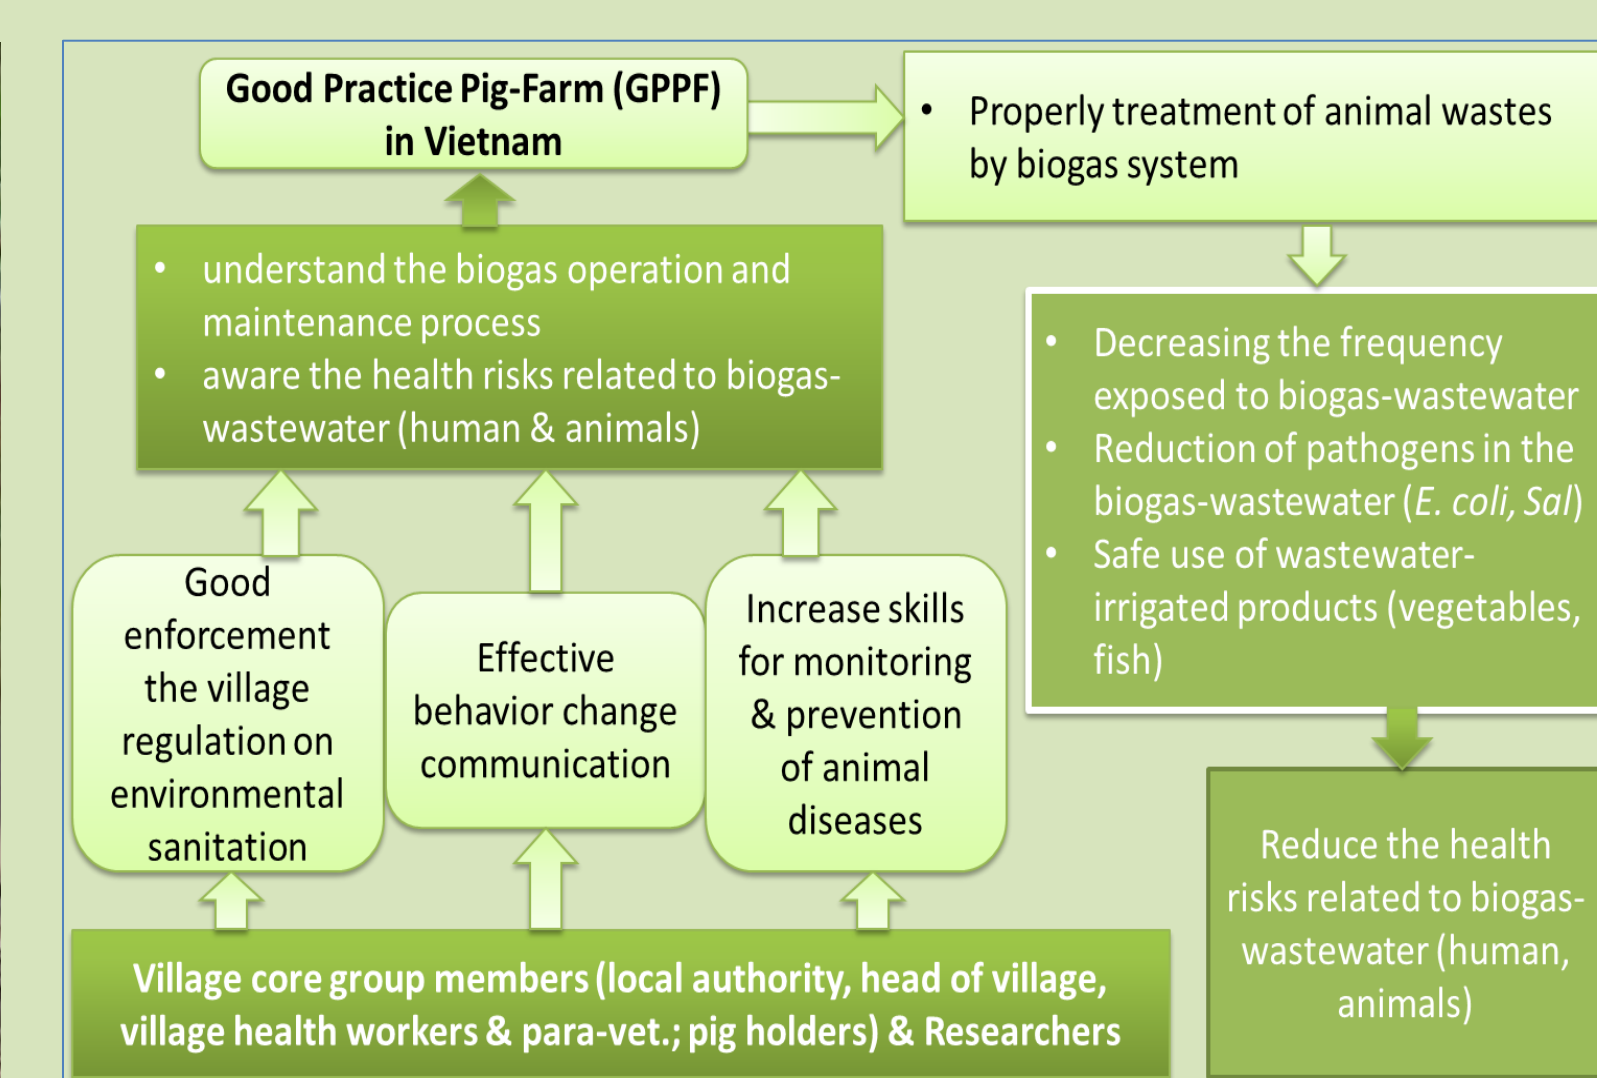 Good Practice Pig-Farm (GPPF)
in Vietnam
• Properly treatment of animal wastes
by biogas system
• understand the biogas operation and
maintenance process
• aware the health risks related to biogas-
wastewater (human & animals)
• Decreasing the frequency
exposed to biogas-wastewater
• Reduction of pathogens in the
biogas-wastewater (E. coli, Sal)
• Safe use of wastewater-
irrigated products (vegetables,
fish)
Good
enforcement
the village
regulation on
environmental
sanitation
Effective
behavior change
communication
Increase skills
for monitoring
& prevention
of animal
diseases
Reduce the health
risks related to biogas-
wastewater (human,
animals)
Village core group members (local authority, head of village,
village health workers & para-vet.; pig holders) & Researchers